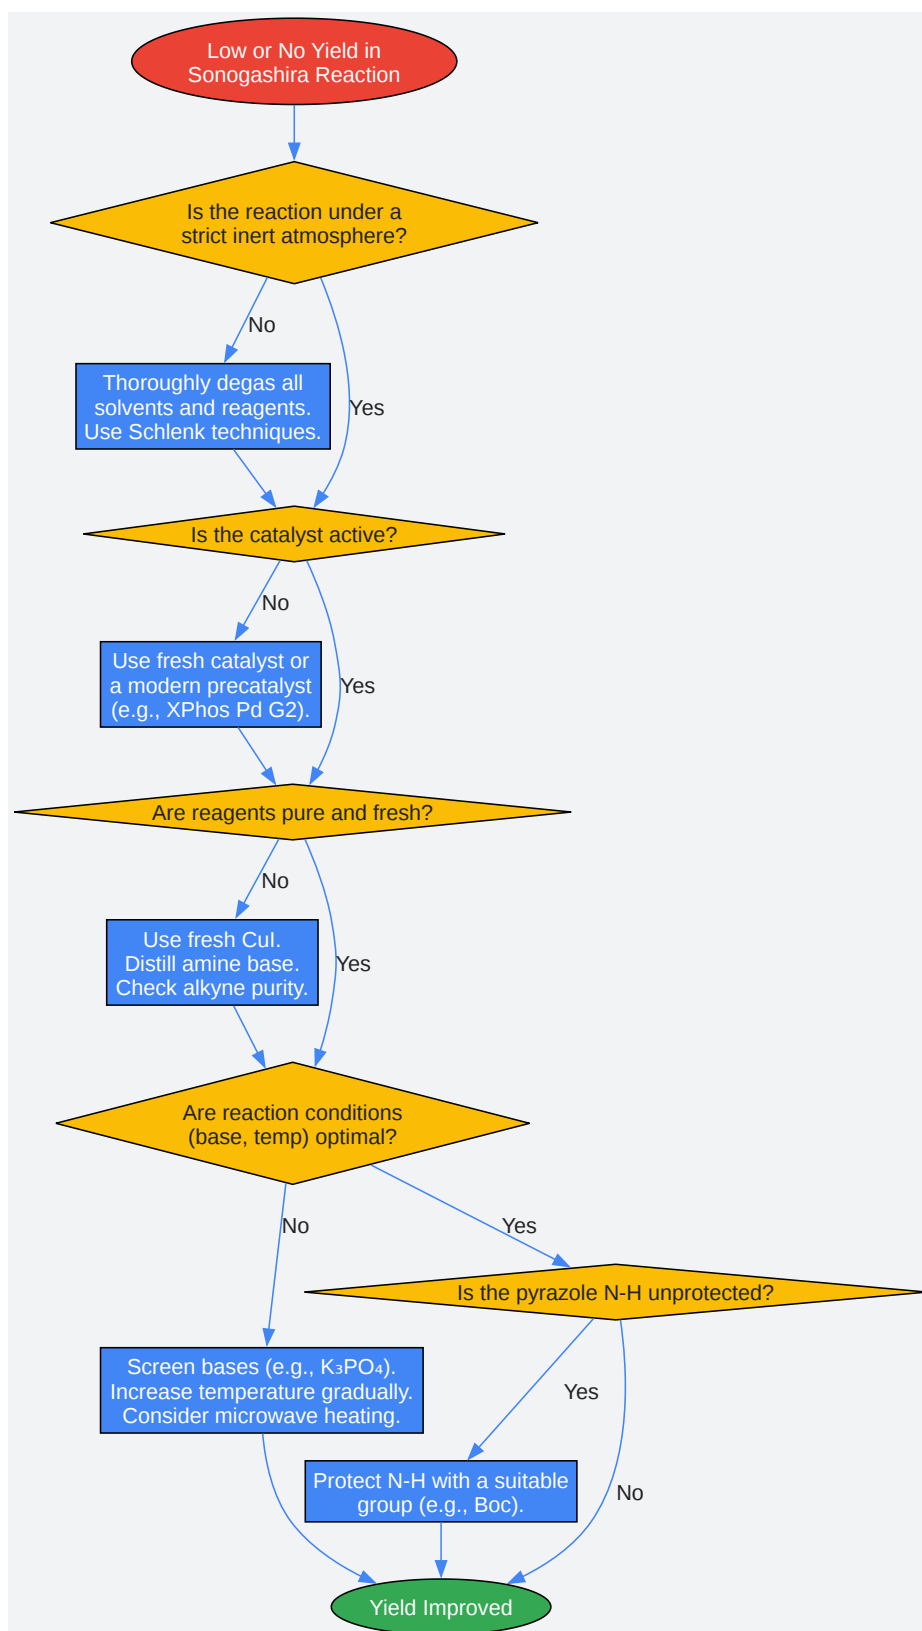 Low or No Yield in
Sonogashira Reaction
Is the reaction under a
strict inert atmosphere?
No
Thoroughly degas all
solvents and reagents.
Use Schlenk techniques.
Yes
Is the catalyst active?
No
Use fresh catalyst or
a modern precatalyst
(e.g., XPhos Pd G2).
Yes
Are reagents pure and fresh?
No
Use fresh CuI.
Distill amine base.
Check alkyne purity.
Yes
Are reaction conditions
(base, temp) optimal?
No
Yes
Is the pyrazole N-H unprotected?
Screen bases (e.g., K₃PO₄).
Increase temperature gradually.
Consider microwave heating.
Yes
Protect N-H with a suitable
group (e.g., Boc).
No
Yield Improved